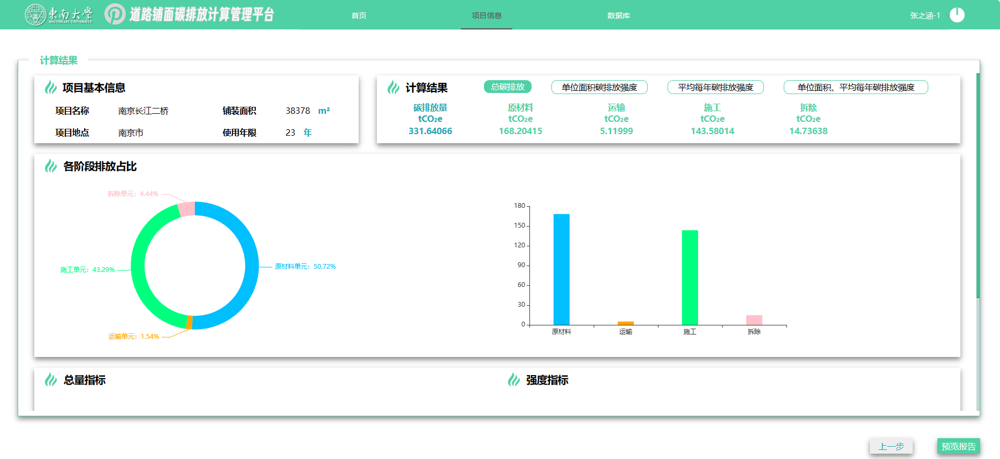 東南大學
SOUTHEAST UNIVERSITY
道路铺面碳排放计算管理平台
首页
项目信息
数据库
张之涵-1
计算结果
项目基本信息
项目名称 南京长江二桥 铺装面积 38378 m²
项目地点 南京市 使用年限 23 年
计算结果 总碳排放 单位面积碳排放强度 平均每年碳排放强度 单位面积、平均每年碳排放强度
碳排放量 原材料 运输 施工 拆除
tCO₂e tCO₂e tCO₂e tCO₂e tCO₂e
331.64066 168.20415 5.11999 143.58014 14.73638
各阶段排放占比
拆除单元：4.44%
施工单元：43.29%
原材料单元：50.72%
运输单元：1.54%
180
150
120
90
60
30
0
原材料 运输 施工 拆除
总量指标 强度指标
上一步 预览报告